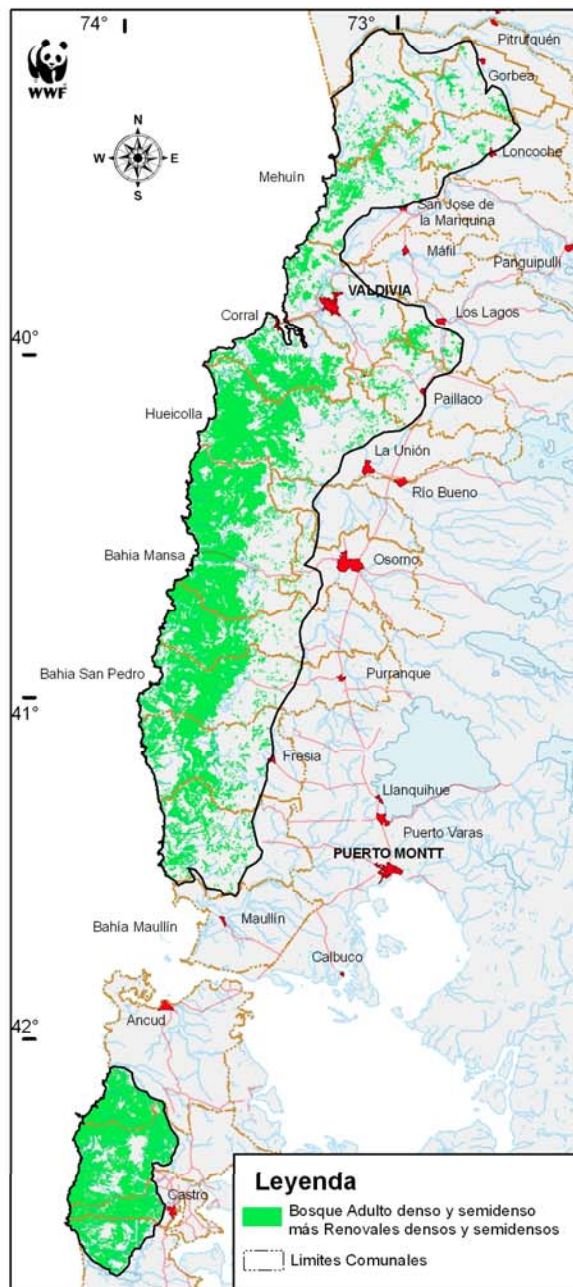 74°
73°
WWF
N
W E
S
Pitrufquén
Gorbea
Loncoche
Mehuín
San Jose de
la Mariquina
Máfil
Panguipulli
VALDIVIA
Corral
Los Lagos
40°
Paillaco
Hueicolla
La Unión
Río Bueno
Bahia Mansa
Osorno
Bahia San Pedro
Purranque
41°
Fresia
Llanquihue
Puerto Varas
PUERTO MONTT
Bahía Maullín
Maullín
Calbuco
Ancud
42°
Castro
Leyenda
Bosque Adulto denso y semidenso
más Renovales densos y semidensos
Limites Comunales